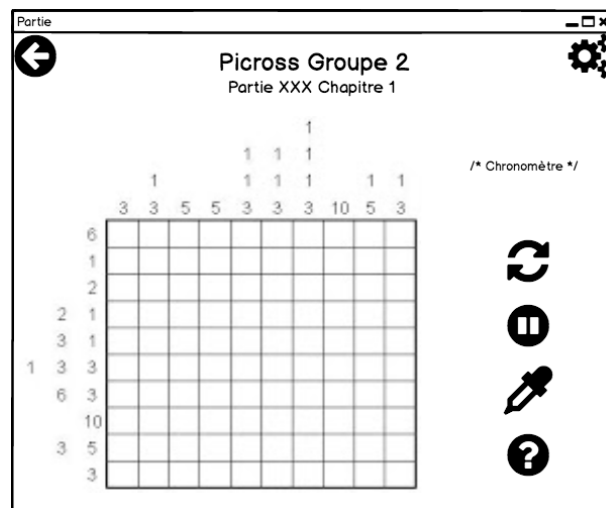 Partie
Picross Groupe 2
Partie XXX Chapitre 1
/* Chronomètre */
1
1 1 1
1 1 1 1 1 1
3 3 5 5 3 3 3 10 5 3
6
1
2
2 1
3 1
1 3 3
6 3
10
3 5
3
?